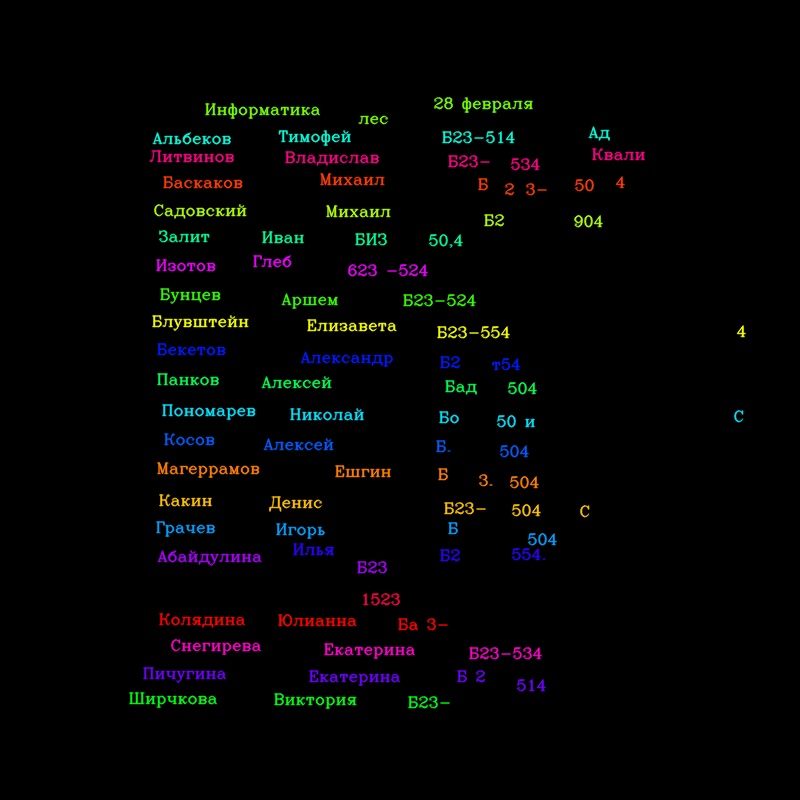 Информатика лес 28 февраля
Альбеков Тимофей Б23-514 Ад
Литвинов Владислав Б23- 534 Квали
Баскаков Михаил Б 2 3- 50 4
Садовский Михаил Б2 904
Залит Иван БИЗ 50,4
Изотов Глеб 623 -524
Бунцев Аршем Б23-524
Блувштейн Елизавета Б23-554 4
Бекетов Александр Б2 т54
Панков Алексей Бад 504
Пономарев Николай Бо 50 и С
Косов Алексей Б. 504
Магеррамов Ешгин Б 3. 504
Какин Денис Б23- 504 С
Грачев Игорь Б 504
Илья Б2 554.
Абайдулина Б23
1523
Колядина Юлианна Ба 3-
Снегирева Екатерина Б23-534
Пичугина Екатерина Б 2 514
Ширчкова Виктория Б23-